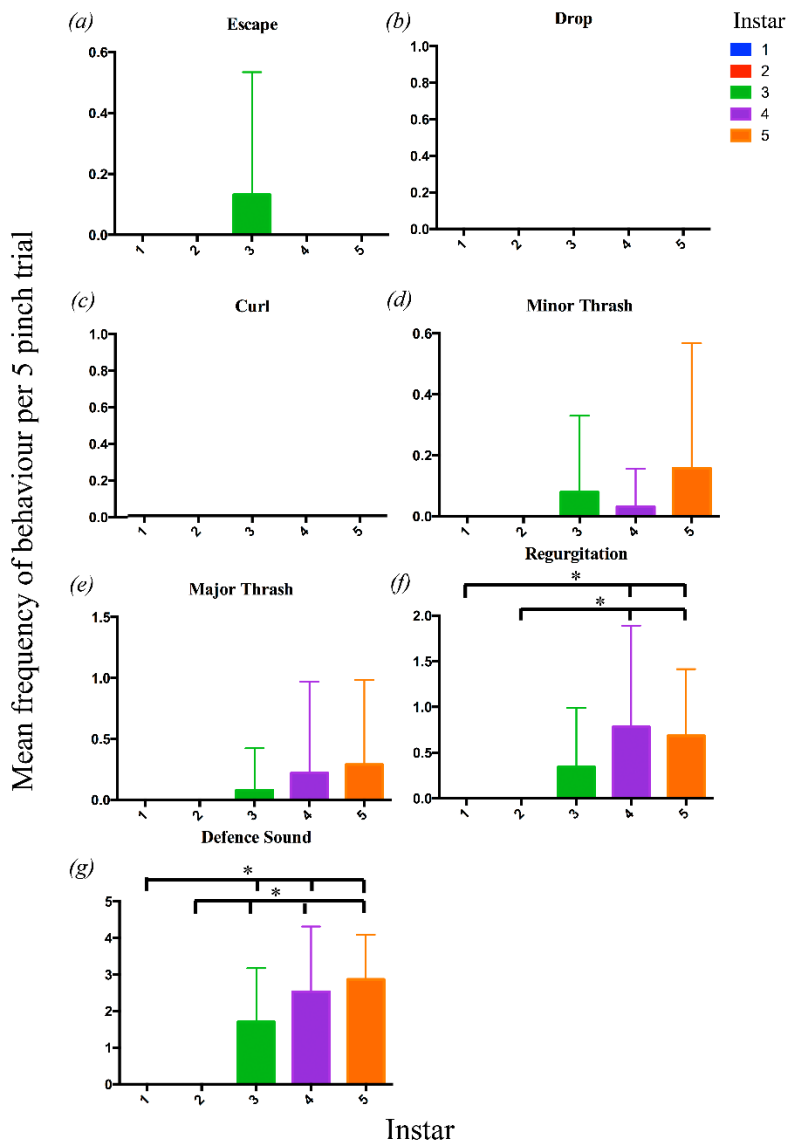 (a)
Escape
0.6
0.4
0.2
0.0
1 2 3 4 5
(b)
Drop
1.0
0.8
0.6
0.4
0.2
0.0
1 2 3 4 5
Instar
1
2
3
4
5
Mean frequency of behaviour per 5 pinch trial
(c)
Curl
1.0
0.8
0.6
0.4
0.2
0.0
1 2 3 4 5
(d)
Minor Thrash
0.6
0.4
0.2
0.0
1 2 3 4 5
(e)
Major Thrash
1.5
1.0
0.5
0.0
1 2 3 4 5
(f)
Regurgitation
*
*
2.0
1.5
1.0
0.5
0.0
1 2 3 4 5
(g)
Defence Sound
*
*
5
4
3
2
1
0
1 2 3 4 5
Instar